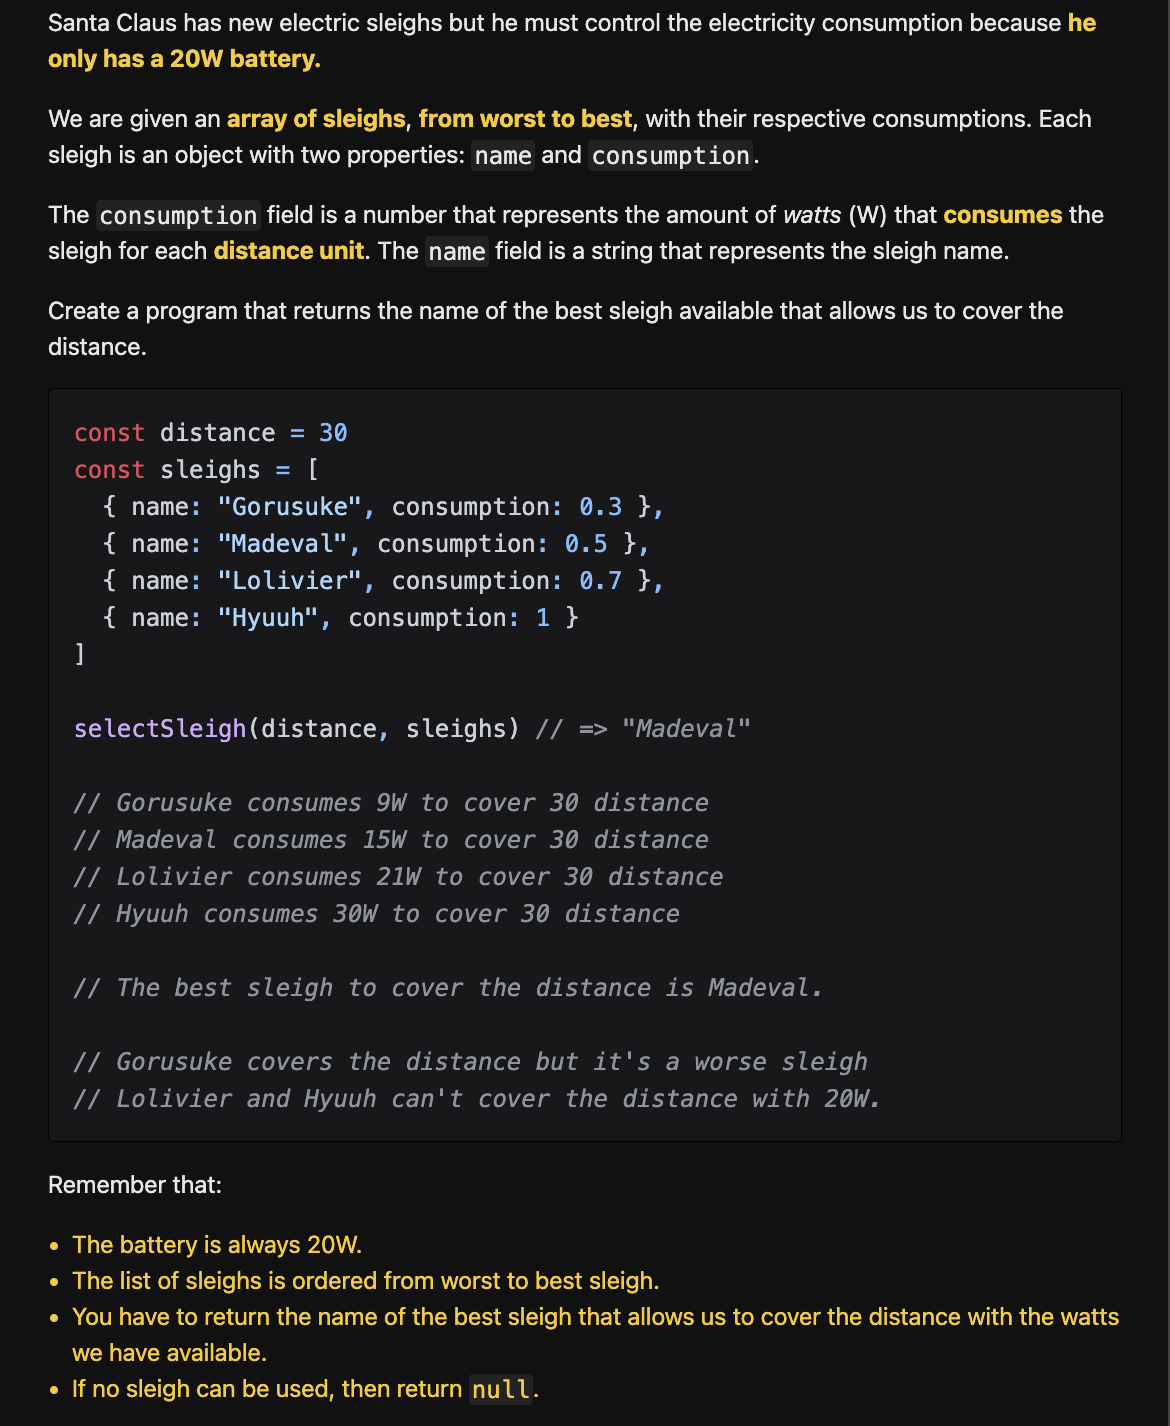 Santa Claus has new electric sleighs but he must control the electricity consumption because he
only has a 20W battery.
We are given an array of sleighs, from worst to best, with their respective consumptions. Each
sleigh is an object with two properties: name and consumption.
The consumption field is a number that represents the amount of watts (W) that consumes the
sleigh for each distance unit. The name field is a string that represents the sleigh name.
Create a program that returns the name of the best sleigh available that allows us to cover the
distance.
const distance = 30
const sleighs = [
  { name: "Gorusuke", consumption: 0.3 },
  { name: "Madeval", consumption: 0.5 },
  { name: "Lolivier", consumption: 0.7 },
  { name: "Hyuuh", consumption: 1 }
]
selectSleigh(distance, sleighs) // => "Madeval"
// Gorusuke consumes 9W to cover 30 distance
// Madeval consumes 15W to cover 30 distance
// Lolivier consumes 21W to cover 30 distance
// Hyuuh consumes 30W to cover 30 distance
// The best sleigh to cover the distance is Madeval.
// Gorusuke covers the distance but it's a worse sleigh
// Lolivier and Hyuuh can't cover the distance with 20W.
Remember that:
• The battery is always 20W.
• The list of sleighs is ordered from worst to best sleigh.
• You have to return the name of the best sleigh that allows us to cover the distance with the watts
we have available.
• If no sleigh can be used, then return null.